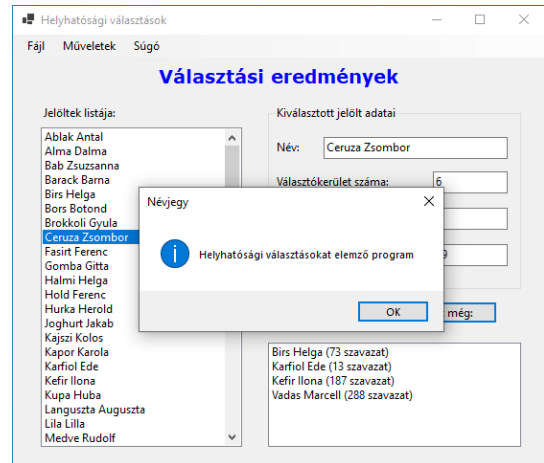 Helyhatósági választások
Fájl Műveletek Súgó
Választási eredmények
Jelöltek listája:
Ablak Antal
Alma Dalma
Bab Zsuzsanna
Barack Barna
Birs Helga
Bors Botond
Brokkoli Gyula
Ceruza Zsombor
Fasirt Ferenc
Gomba Gitta
Halmi Helga
Hold Ferenc
Hurka Herold
Joghurt Jakab
Kajszi Kolos
Kapor Karola
Karfiol Ede
Kefir Ilona
Kupa Huba
Languszta Auguszta
Lila Lilla
Medve Rudolf
Kiválasztott jelölt adatai
Név: Ceruza Zsombor
Választókerület száma: 6
Névjegy
Helyhatósági választásokat elemző program
OK
még:
Birs Helga (73 szavazat)
Karfiol Ede (13 szavazat)
Kefir Ilona (187 szavazat)
Vadas Marcell (288 szavazat)